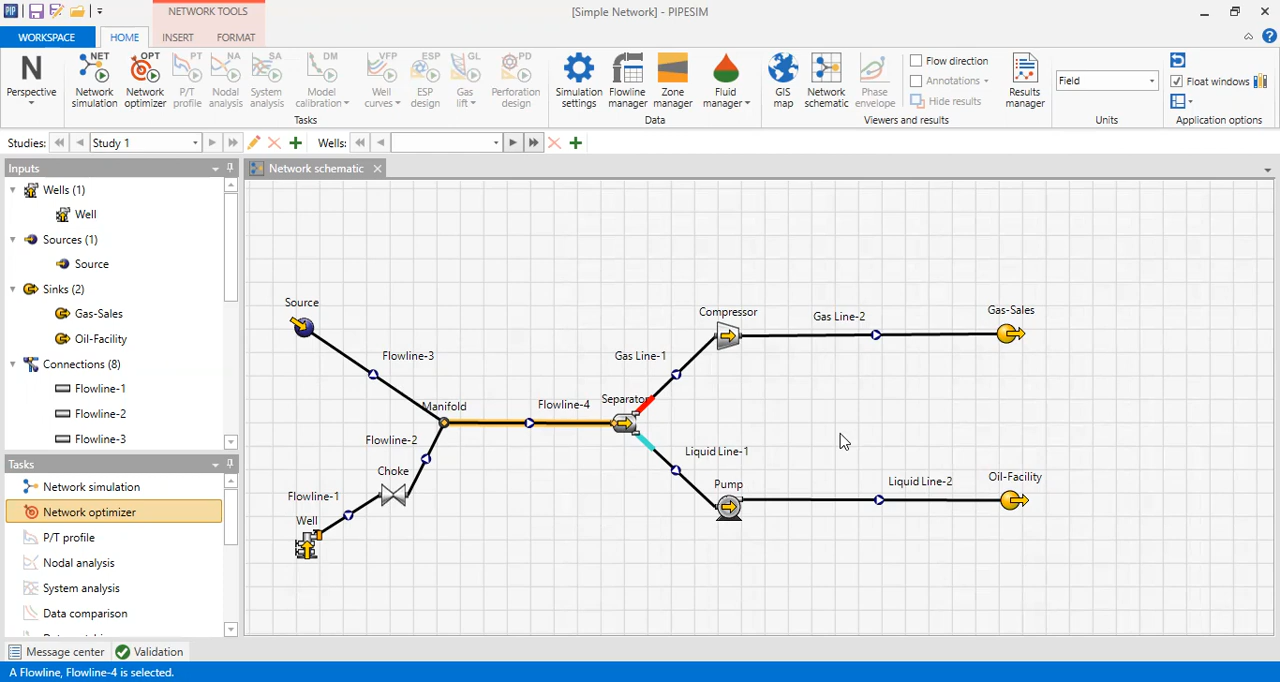 PIP
NETWORK TOOLS
[Simple Network] - PIPESIM
WORKSPACE
HOME
INSERT
FORMAT
Perspective
NET
Network simulation
OPT
Network optimizer
PT
P/T profile
NA
Nodal analysis
SA
System analysis
DM
Model calibration
VFP
Well curves
ESP
ESP design
GL
Gas lift
PD
Perforation design
Tasks
Simulation settings
Flowline manager
Zone manager
Fluid manager
Data
GIS map
Network schematic
Phase envelope
Flow direction
Annotations
Hide results
Results manager
Viewers and results
Field
Units
Float windows
Application options
Studies:
Study 1
Wells:
Inputs
Wells (1)
Well
Sources (1)
Source
Sinks (2)
Gas-Sales
Oil-Facility
Connections (8)
Flowline-1
Flowline-2
Flowline-3
Tasks
Network simulation
Network optimizer
P/T profile
Nodal analysis
System analysis
Data comparison
Network schematic
Source
Flowline-3
Manifold
Flowline-2
Choke
Flowline-1
Well
Flowline-4
Separator
Gas Line-1
Compressor
Gas Line-2
Gas-Sales
Liquid Line-1
Pump
Liquid Line-2
Oil-Facility
Message center
Validation
A Flowline, Flowline-4 is selected.